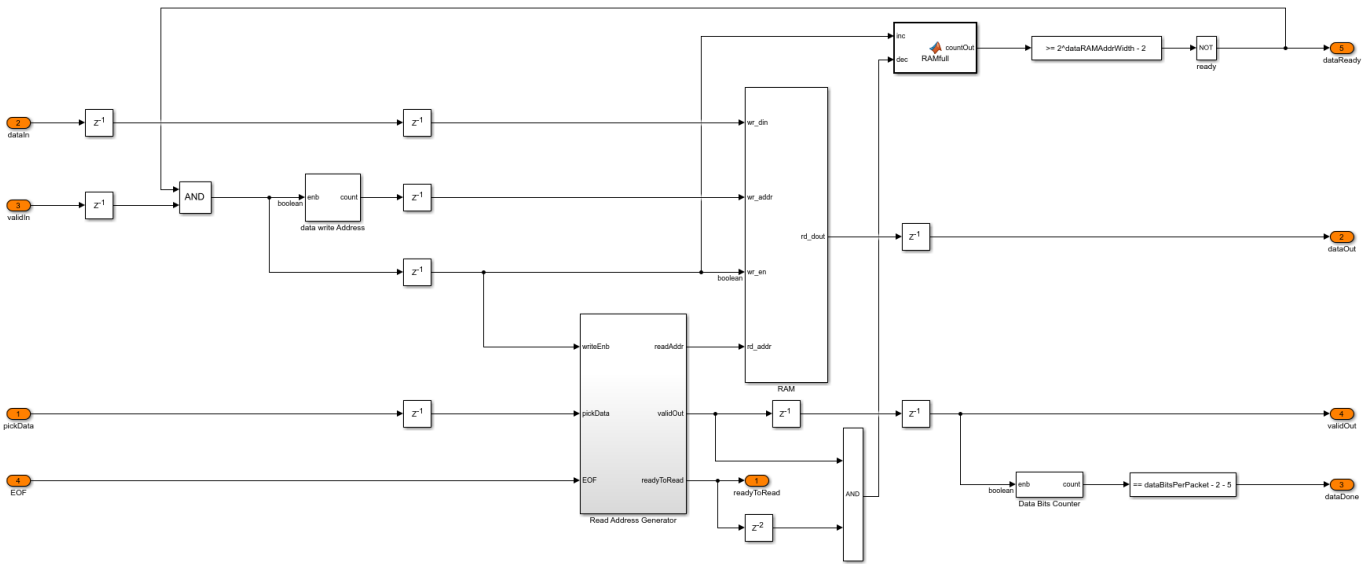 inc
countOut
dec
RAMfull
>= 2^dataRAMAddrWidth - 2
NOT
ready
5
dataReady
2
dataIn
z-1
z-1
wr_din
3
validIn
z-1
AND
boolean
enb
count
data write Address
z-1
wr_addr
rd_dout
z-1
2
dataOut
z-1
boolean
wr_en
writeEnb
readAddr
rd_addr
RAM
1
pickData
z-1
pickData
validOut
z-1
z-1
4
validOut
4
EOF
EOF
readyToRead
Read Address Generator
1
readyToRead
z-2
AND
boolean
enb
count
Data Bits Counter
== dataBitsPerPacket - 2 - 5
3
dataDone